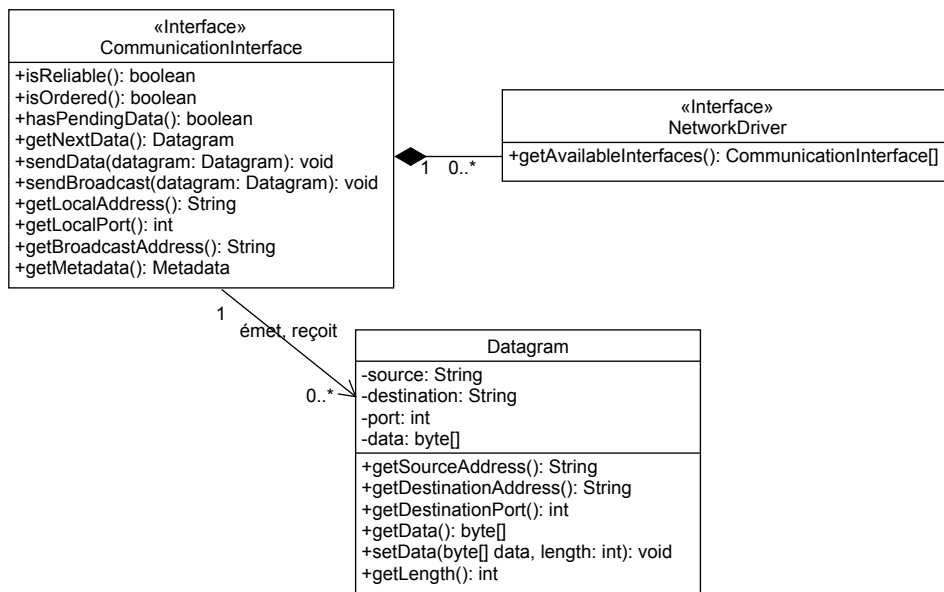 «Interface»
CommunicationInterface
+isReliable(): boolean
+isOrdered(): boolean
+hasPendingData(): boolean
+getNextData(): Datagram
+sendData(datagram: Datagram): void
+sendBroadcast(datagram: Datagram): void
+getLocalAddress(): String
+getLocalPort(): int
+getBroadcastAddress(): String
+getMetadata(): Metadata
1
0..*
«Interface»
NetworkDriver
+getAvailableInterfaces(): CommunicationInterface[]
1
émet, reçoit
0..*
Datagram
-source: String
-destination: String
-port: int
-data: byte[]
+getSourceAddress(): String
+getDestinationAddress(): String
+getDestinationPort(): int
+getData(): byte[]
+setData(byte[] data, length: int): void
+getLength(): int